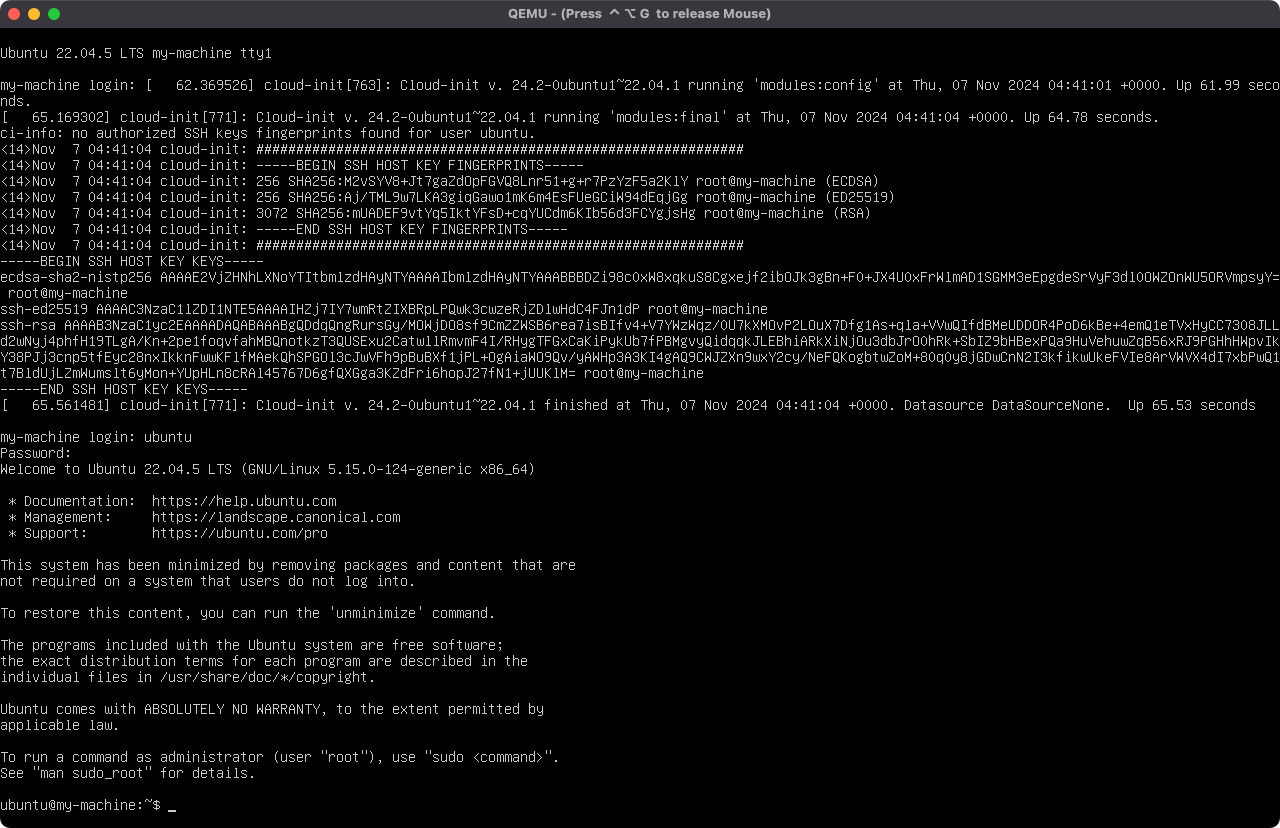 QEMU - (Press ^⌥G to release Mouse)
Ubuntu 22.04.5 LTS my-machine tty1
my-machine login: [   62.369526] cloud-init[763]: Cloud-init v. 24.2-0ubuntu1~22.04.1 running 'modules:config' at Thu, 07 Nov 2024 04:41:01 +0000. Up 61.99 seco
nds.
[   65.169302] cloud-init[771]: Cloud-init v. 24.2-0ubuntu1~22.04.1 running 'modules:final' at Thu, 07 Nov 2024 04:41:04 +0000. Up 64.78 seconds.
ci-info: no authorized SSH keys fingerprints found for user ubuntu.
<14>Nov  7 04:41:04 cloud-init: #############################################################
<14>Nov  7 04:41:04 cloud-init: -----BEGIN SSH HOST KEY FINGERPRINTS-----
<14>Nov  7 04:41:04 cloud-init: 256 SHA256:M2vSYV8+Jt7gaZdOpFGVQ8Lnr51+g+r7PzYzF5a2KlY root@my-machine (ECDSA)
<14>Nov  7 04:41:04 cloud-init: 256 SHA256:Aj/TML9w7LKA3giqGawo1mK6m4EsFUeGCiW94dEqjGg root@my-machine (ED25519)
<14>Nov  7 04:41:04 cloud-init: 3072 SHA256:mUADEF9vtYq5IktYFsD+cqYUCdm6KIb56d3FCYgjsHg root@my-machine (RSA)
<14>Nov  7 04:41:04 cloud-init: -----END SSH HOST KEY FINGERPRINTS-----
<14>Nov  7 04:41:04 cloud-init: #############################################################
-----BEGIN SSH HOST KEY KEYS-----
ecdsa-sha2-nistp256 AAAAE2VjZHNhLXNoYTItbmlzdHAyNTYAAAAIbmlzdHAyNTYAAABBBDZi98c0xW8xqkuS8Cgxejf2ibOJk3gBn+F0+JX4U0xFrWlmAD1SGMM3eEpgdeSrVyF3dl0OWZOnWU5ORVmpsyY=
root@my-machine
ssh-ed25519 AAAAC3NzaC1lZDI1NTE5AAAAIHZj7IY7wmRtZIXBRpLPQwk3cwzeRjZDlwHdC4FJn1dP root@my-machine
ssh-rsa AAAAB3NzaC1yc2EAAAADAQABAAABgQDdqQngRursGy/MOWjDO8sf9CmZZWSB6rea7isBIfv4+V7YWzWqz/0U7kXMOvP2LOuX7Dfg1As+qla+VVwQIfdBMeUDDOR4PoD6kBe+4emQ1eTVxHyCC7308JLL
d2wNyj4phfH19TLgA/Kn+2pe1foqvfahMBQnotkzT3QUSExu2CatwllRmvmF4I/RHygTFGxCaKiPykUb7fPBMgvyQidqqkJLEBhiARkXiNjOu3dbJrO0hRk+SbIZ9bHBexPQa9HuVehuwZqB56xRJ9PGHhHWpvIk
Y38PJj3cnp5tfEyc28nxIkknFwwKFlfMAekQhSPGOl3cJwVFh9pBuBXf1jPL+OgAiaWO9Qv/yAWHp3A3KI4gAQ9CWJZXn9wxY2cy/NeFQKogbtwZoM+80q0y8jGDwCnN2I3kfikwUkeFVIe8ArVWVX4dI7xbPwQ1
t7BldUjLZmWumslt6yMon+YUpHLn8cRAl45767D6gfQXGga3KZdFri6hopJ27fN1+jUUKlM= root@my-machine
-----END SSH HOST KEY KEYS-----
[   65.561481] cloud-init[771]: Cloud-init v. 24.2-0ubuntu1~22.04.1 finished at Thu, 07 Nov 2024 04:41:04 +0000. Datasource DataSourceNone.  Up 65.53 seconds
my-machine login: ubuntu
Password:
Welcome to Ubuntu 22.04.5 LTS (GNU/Linux 5.15.0-124-generic x86_64)
* Documentation:  https://help.ubuntu.com
* Management:     https://landscape.canonical.com
* Support:        https://ubuntu.com/pro
This system has been minimized by removing packages and content that are
not required on a system that users do not log into.
To restore this content, you can run the 'unminimize' command.
The programs included with the Ubuntu system are free software;
the exact distribution terms for each program are described in the
individual files in /usr/share/doc/*/copyright.
Ubuntu comes with ABSOLUTELY NO WARRANTY, to the extent permitted by
applicable law.
To run a command as administrator (user "root"), use "sudo <command>".
See "man sudo_root" for details.
ubuntu@my-machine:~$ _